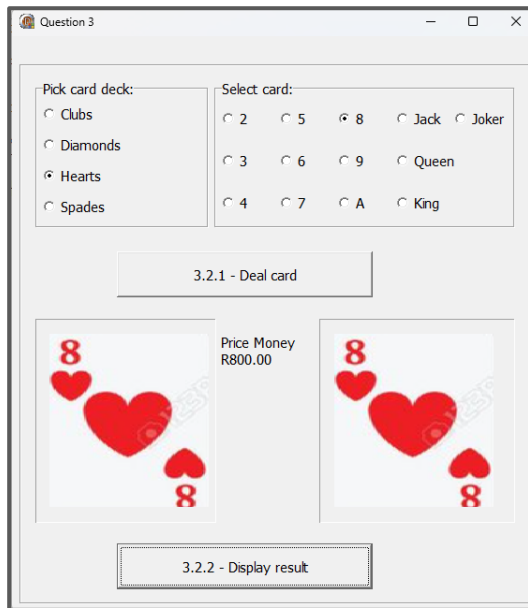 Question 3
Pick card deck:
Clubs
Diamonds
Hearts
Spades
Select card:
2 5 8 Jack Joker
3 6 9 Queen
4 7 A King
3.2.1 - Deal card
8
8
Price Money
R800.00
8
8
3.2.2 - Display result